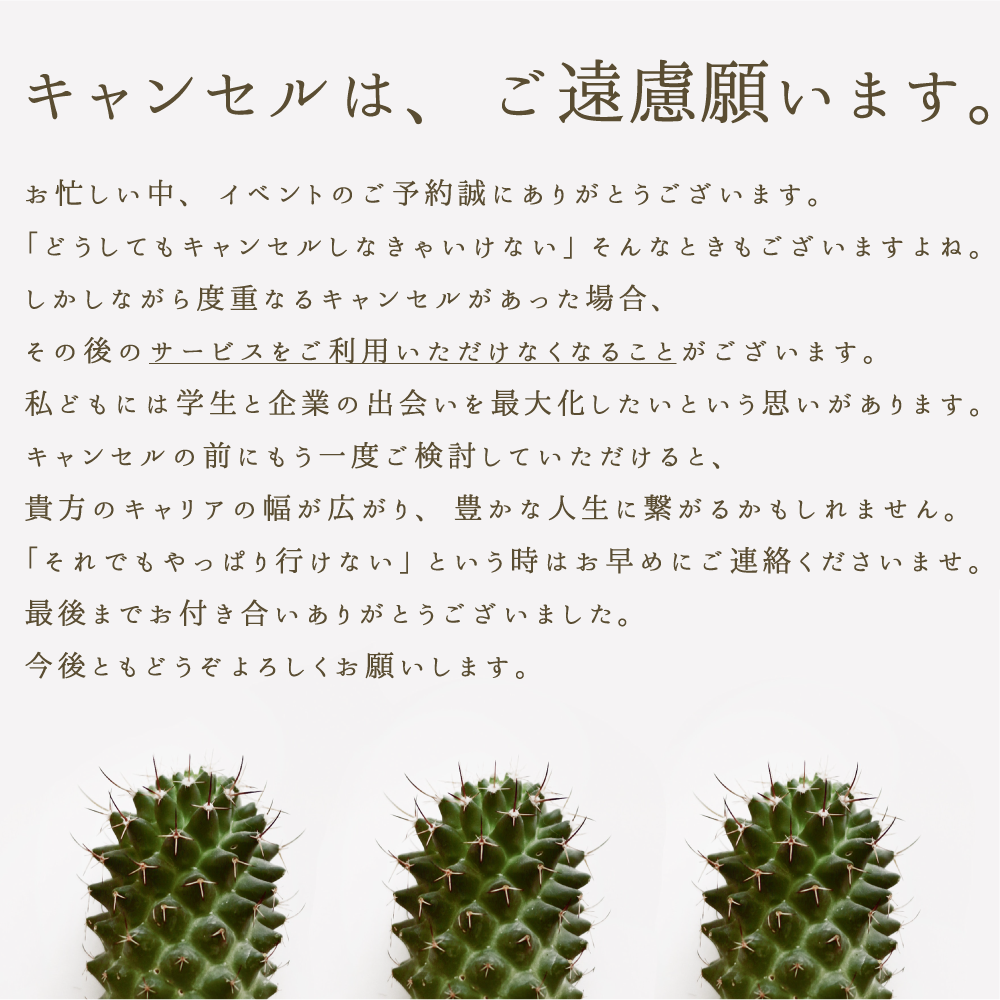 キャンセルは、ご遠慮願います。
お忙しい中、イベントのご予約誠にありがとうございます。
「どうしてもキャンセルしなきゃいけない」そんなときもございますよね。
しかしながら度重なるキャンセルがあった場合、
その後のサービスをご利用いただけなくなることがございます。
私どもには学生と企業の出会いを最大化したいという思いがあります。
キャンセルの前にもう一度ご検討していただけると、
貴方のキャリアの幅が広がり、豊かな人生に繋がるかもしれません。
「それでもやっぱり行けない」という時はお早めにご連絡くださいませ。
最後までお付き合いありがとうございました。
今後ともどうぞよろしくお願いします。